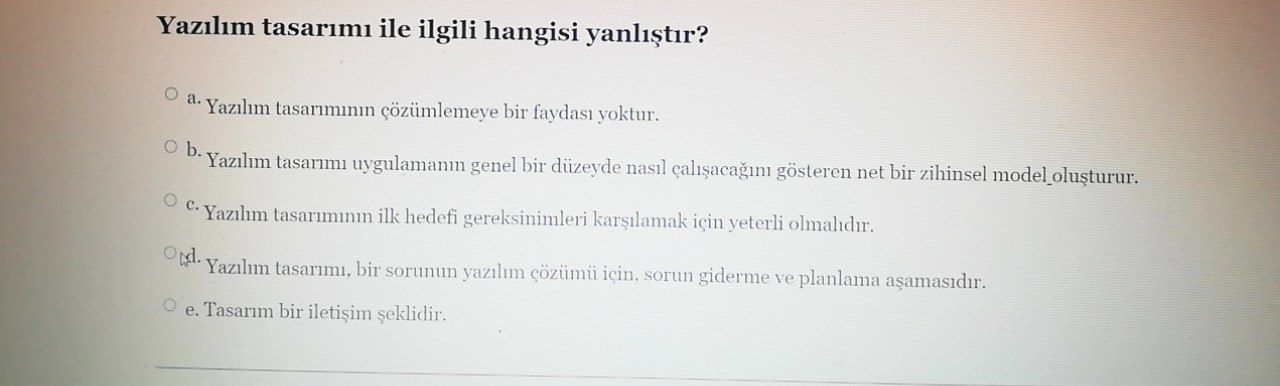 Yazılım tasarımı ile ilgili hangisi yanlıştır?
a. Yazılım tasarımının çözümlemeye bir faydası yoktur.
b. Yazılım tasarımı uygulamanın genel bir düzeyde nasıl çalışacağını gösteren net bir zihinsel model oluşturur.
c. Yazılım tasarımının ilk hedefi gereksinimleri karşılamak için yeterli olmalıdır.
d. Yazılım tasarımı, bir sorunun yazılım çözümü için, sorun giderme ve planlama aşamasıdır.
e. Tasarım bir iletişim şeklidir.